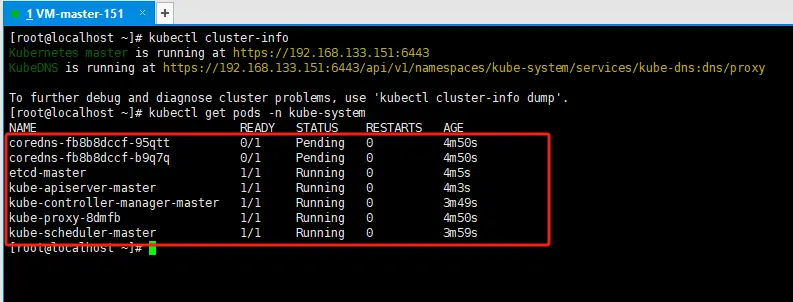 1 VM-master-151 × +
[root@localhost ~]# kubectl cluster-info
Kubernetes master is running at https://192.168.133.151:6443
KubeDNS is running at https://192.168.133.151:6443/api/v1/namespaces/kube-system/services/kube-dns:dns/proxy
To further debug and diagnose cluster problems, use 'kubectl cluster-info dump'.
[root@localhost ~]# kubectl get pods -n kube-system
NAME READY STATUS RESTARTS AGE
coredns-fb8b8dccf-95qtt 0/1 Pending 0 4m50s
coredns-fb8b8dccf-b9q7q 0/1 Pending 0 4m50s
etcd-master 1/1 Running 0 4m5s
kube-apiserver-master 1/1 Running 0 4m3s
kube-controller-manager-master 1/1 Running 0 3m49s
kube-proxy-8dmfb 1/1 Running 0 4m50s
kube-scheduler-master 1/1 Running 0 3m59s
[root@localhost ~]#